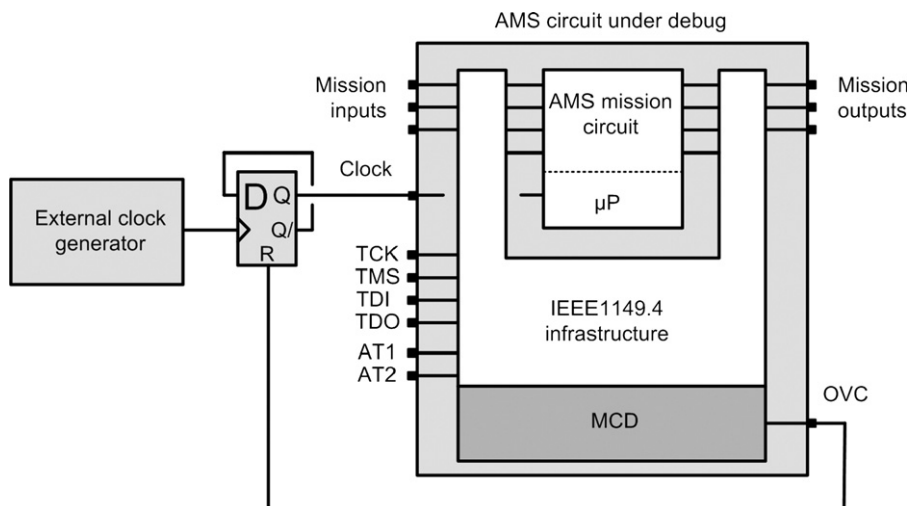 AMS circuit under debug
Mission
inputs
AMS mission
circuit
Mission
outputs
External clock
generator
D Q
Q/
R
Clock
μP
TCK
TMS
TDI
TDO
AT1
AT2
IEEE1149.4
infrastructure
MCD
OVC